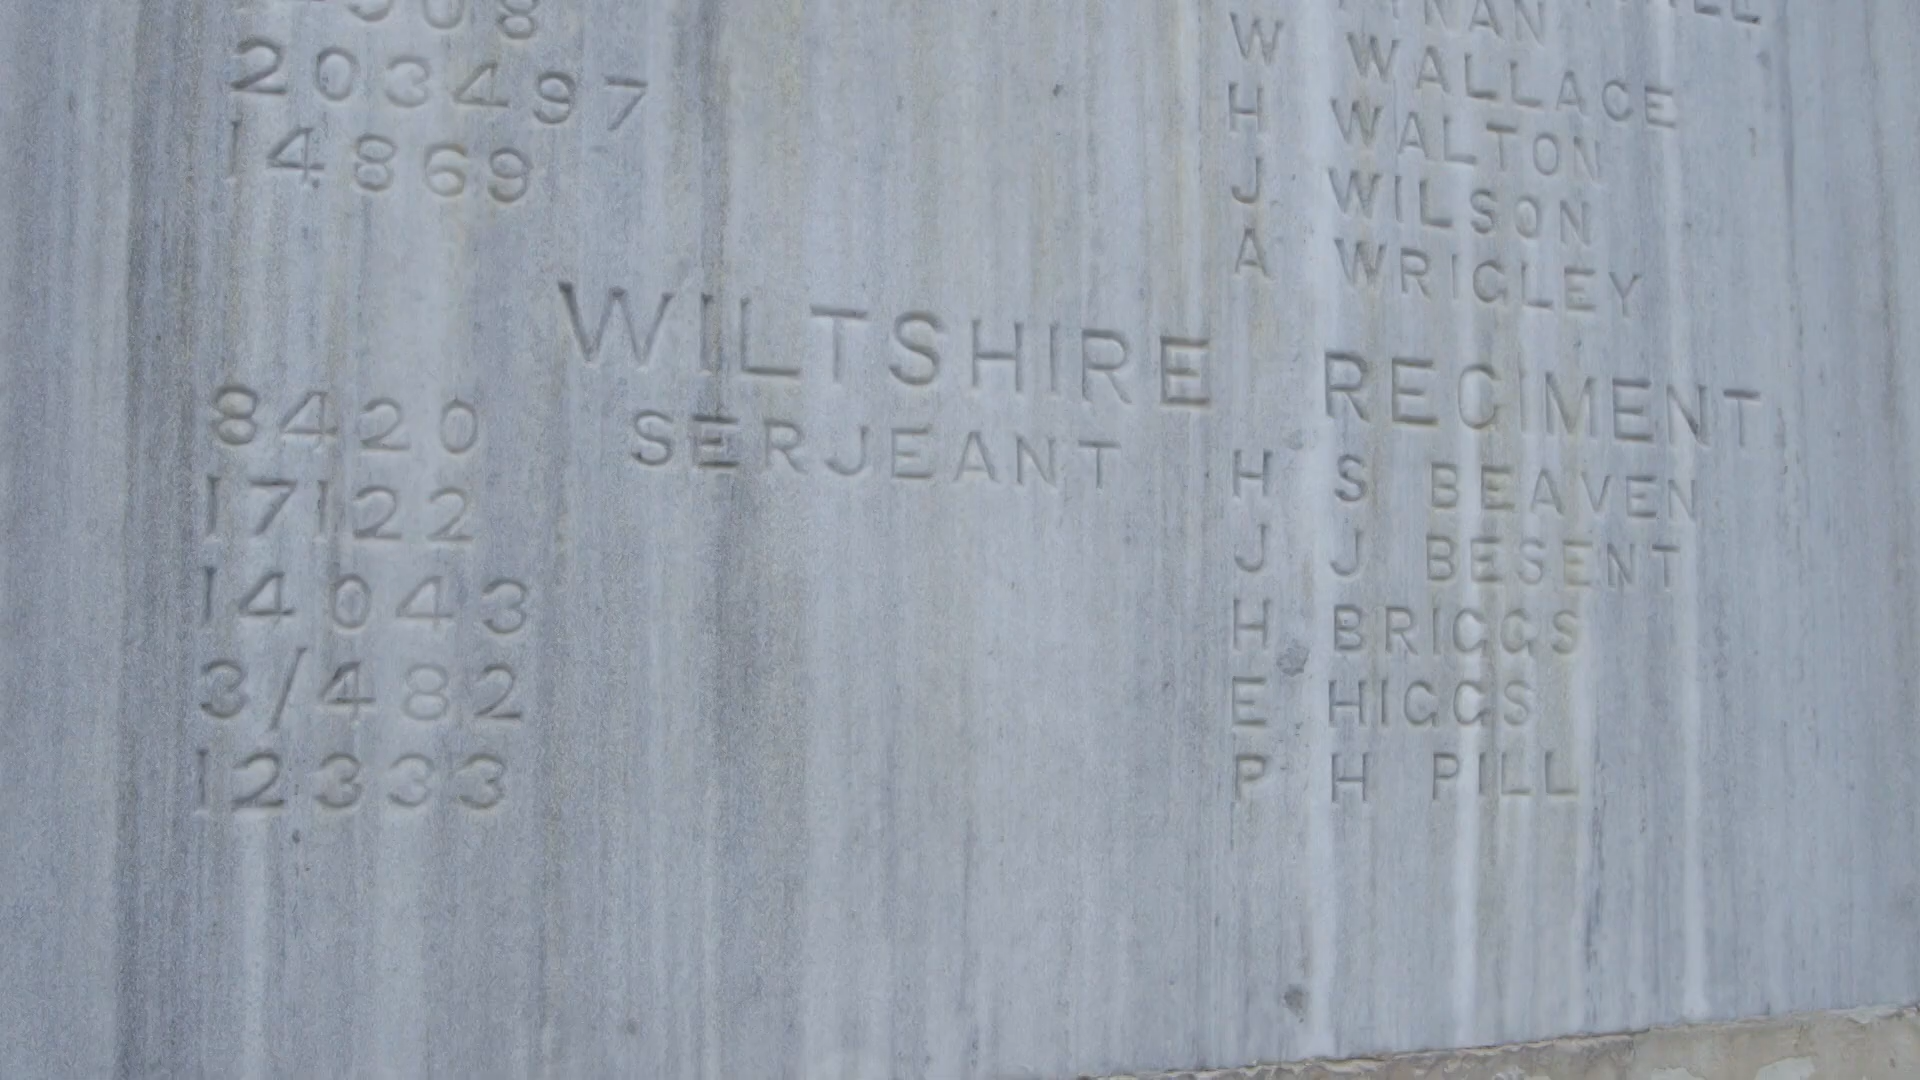 W WALLACE
H WALTON
203497 J WILSON
14869 A WRIGLEY
WILTSHIRE REGIMENT
8420 SERJEANT H S BEAVEN
17122 J J BESENT
14043 H BRIGGS
3/482 E HIGGS
12333 P H PILL